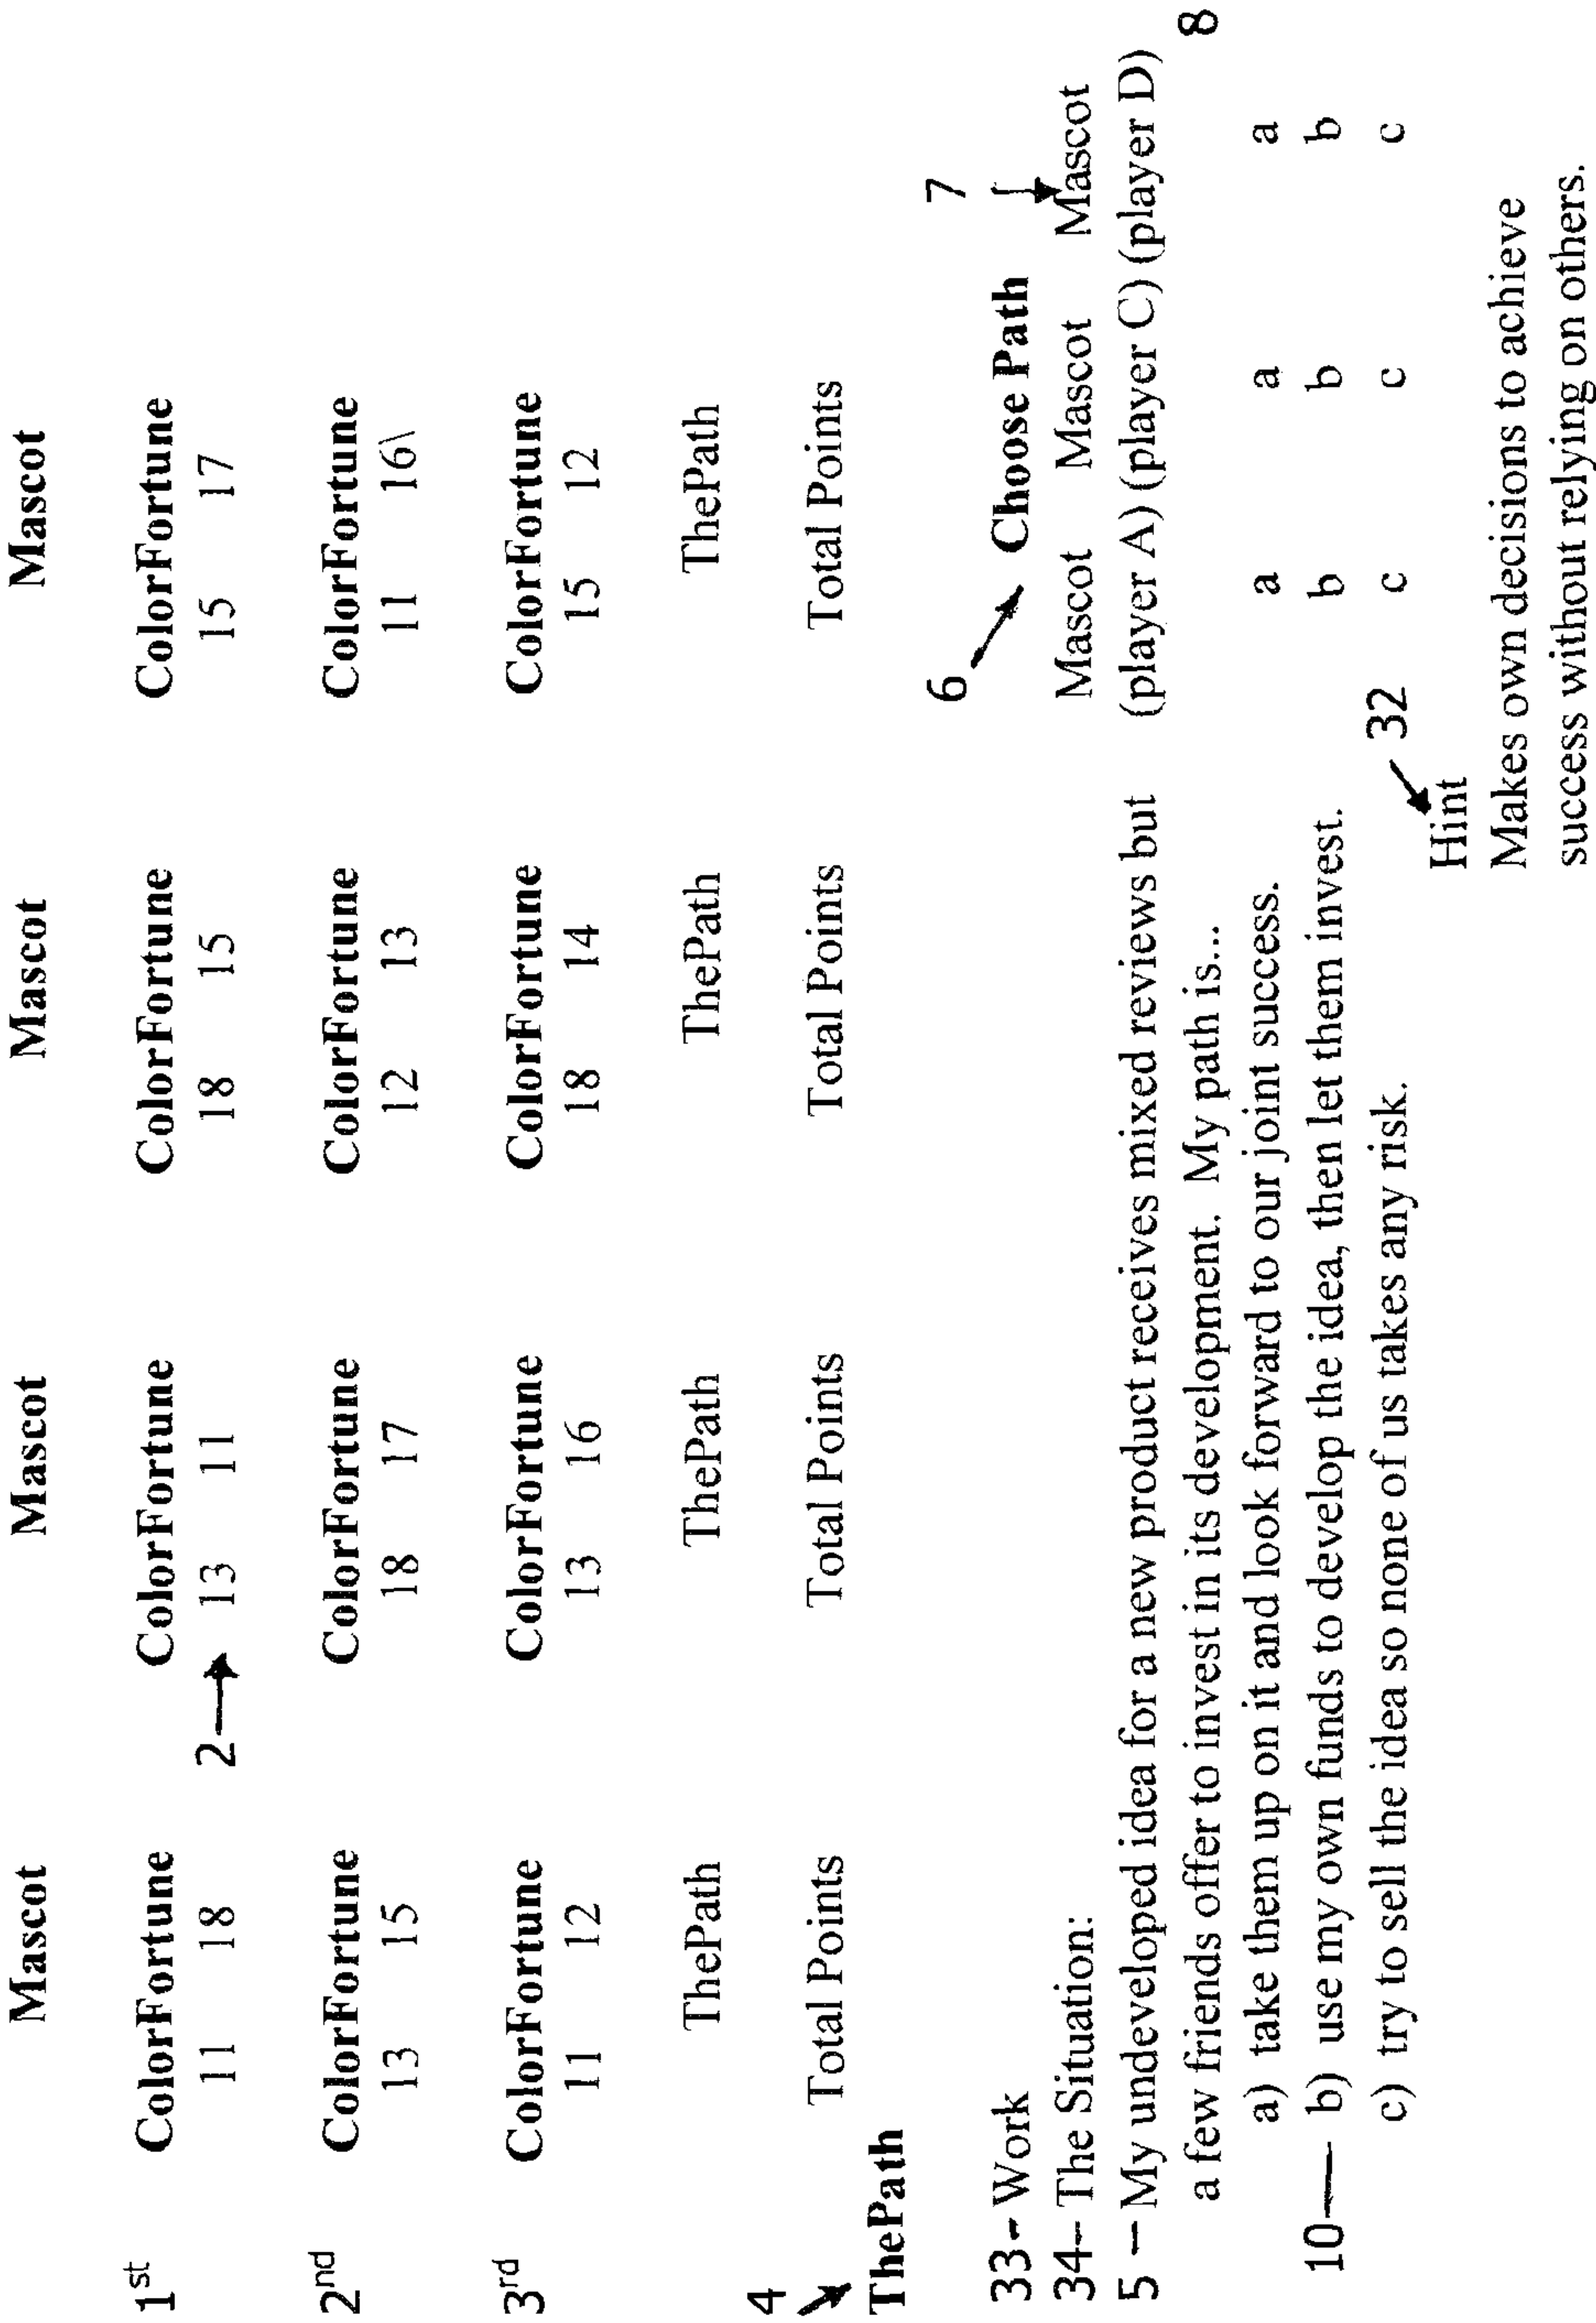 Mascot Mascot Mascot Mascot
1st ColorFortune ColorFortune ColorFortune ColorFortune
11 18 2 13 11 18 15 15 17
2nd ColorFortune ColorFortune ColorFortune ColorFortune
13 15 18 17 12 13 11 16\
3rd ColorFortune ColorFortune ColorFortune ColorFortune
11 12 13 16 18 14 15 12
ThePath ThePath ThePath ThePath
4
Total Points Total Points Total Points Total Points
ThePath
6 7
33- Work Choose Path
34- The Situation: Mascot Mascot Mascot
5 - My undeveloped idea for a new product receives mixed reviews but (player A) (player C) (player D)
a few friends offer to invest in its development. My path is... 8
a) take them up on it and look forward to our joint success. a a a
10- b) use my own funds to develop the idea, then let them invest. b b b
c) try to sell the idea so none of us takes any risk. 32 c c c
Hint
Makes own decisions to achieve
success without relying on others.